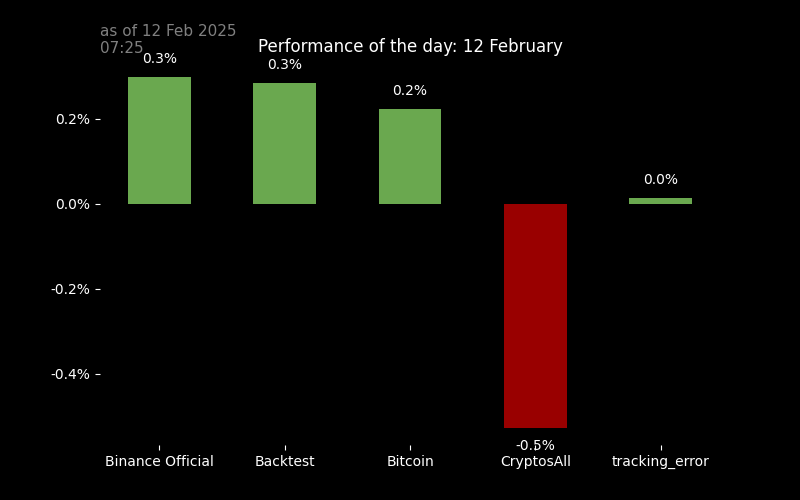 as of 12 Feb 2025
07:25
Performance of the day: 12 February
0.3%
0.3%
0.2%
0.0%
-0.5%
0.2%
0.0%
-0.2%
-0.4%
Binance Official
Backtest
Bitcoin
CryptosAll
tracking_error